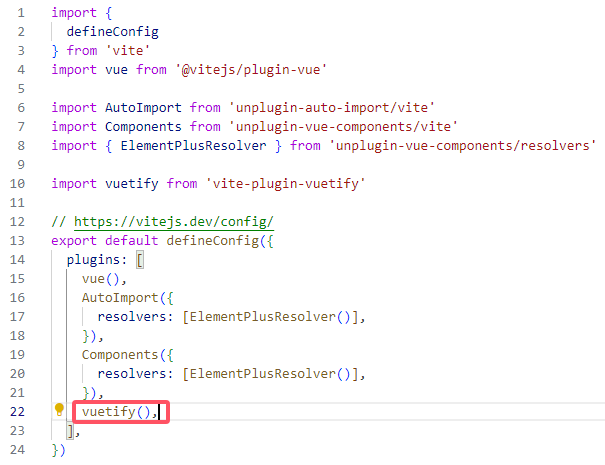 1 import {
2   defineConfig
3 } from 'vite'
4 import vue from '@vitejs/plugin-vue'
5
6 import AutoImport from 'unplugin-auto-import/vite'
7 import Components from 'unplugin-vue-components/vite'
8 import { ElementPlusResolver } from 'unplugin-vue-components/resolvers'
9
10 import vuetify from 'vite-plugin-vuetify'
11
12 // https://vitejs.dev/config/
13 export default defineConfig({
14   plugins: [
15     vue(),
16     AutoImport({
17       resolvers: [ElementPlusResolver()],
18     }),
19     Components({
20       resolvers: [ElementPlusResolver()],
21     }),
22     vuetify(),
23   ],
24 })